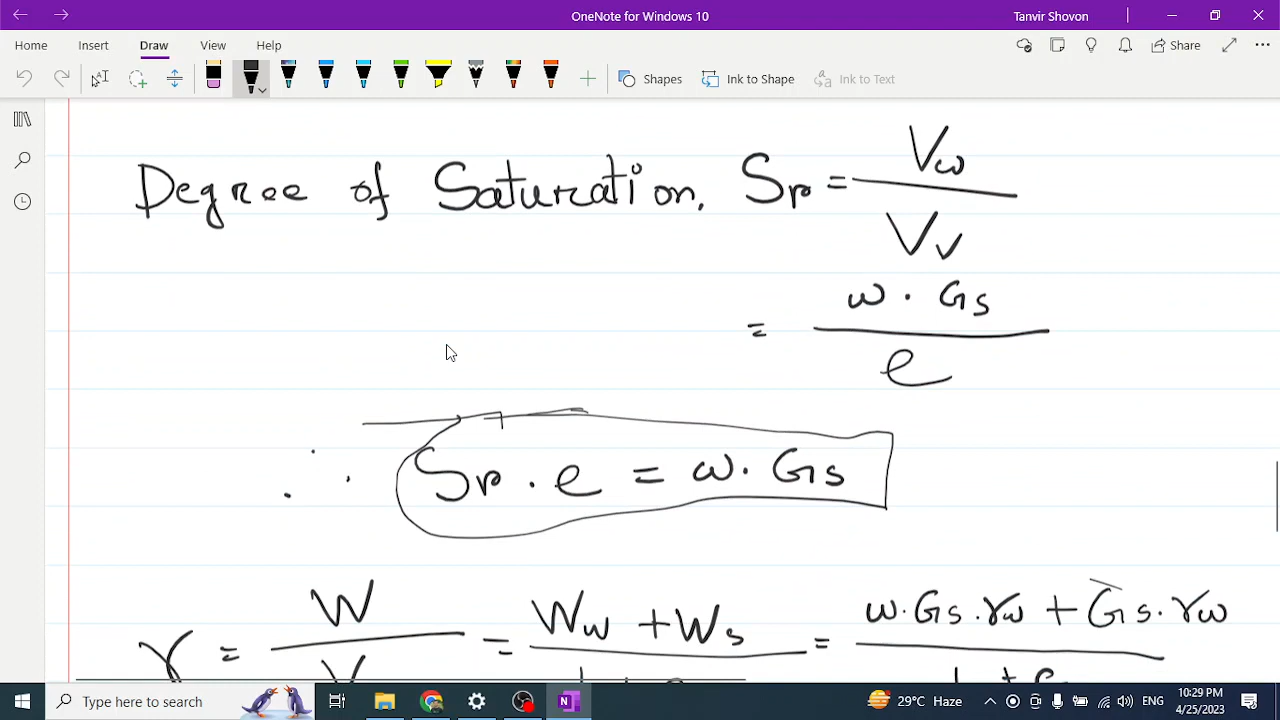 OneNote for Windows 10
Tanvir Shovon
Home Insert Draw View Help
Share
Shapes Ink to Shape Ink to Text
Degree of Saturation, Sr = Vw / Vv
= w · Gs / e
∴ Sr · e = w · Gs
γ = W / V = Ww + Ws / 1 + e = w·Gs·γw + Gs·γw / 1 + e
Type here to search
29°C Haze
ENG
10:29 PM
4/25/2023